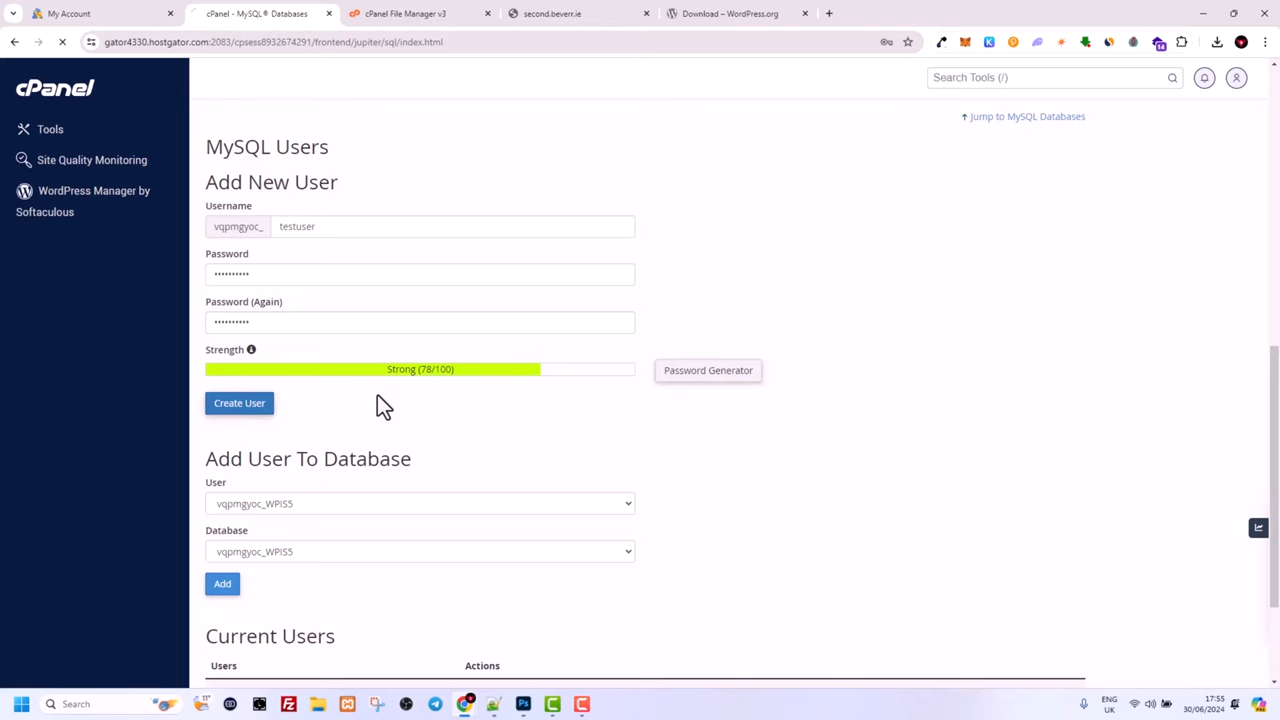 My Account
cPanel - MySQL® Databases
cPanel File Manager v3
second.beverr.ie
Download – WordPress.org
gator4330.hostgator.com:2083/cpsess8932674291/frontend/jupiter/sql/index.html
14
cPanel
Search Tools (/)
Tools
Site Quality Monitoring
WordPress Manager by
Softaculous
Jump to MySQL Databases
MySQL Users
Add New User
Username
vqpmgyoc_ testuser
Password
••••••••••
Password (Again)
••••••••••
Strength
Strong (78/100)
Password Generator
Create User
Add User To Database
User
vqpmgyoc_WPIS5
Database
vqpmgyoc_WPIS5
Add
Current Users
Users Actions
Search
11°
ENG
UK
17:55
30/06/2024